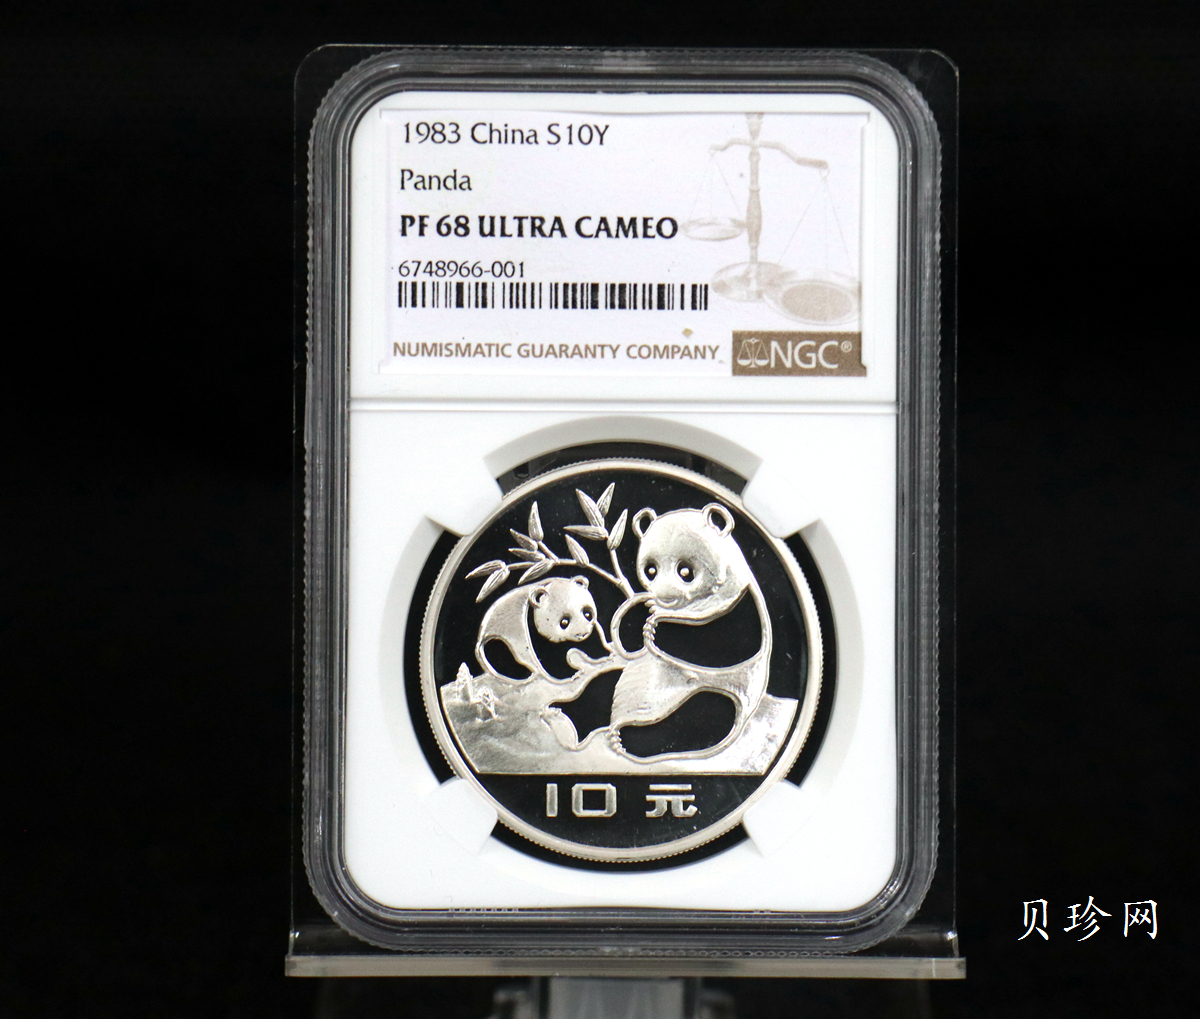 1983 China S10Y
Panda
PF 68 ULTRA CAMEO
6748966-001
NUMISMATIC GUARANTY COMPANY
NGC®
10元
贝珍网